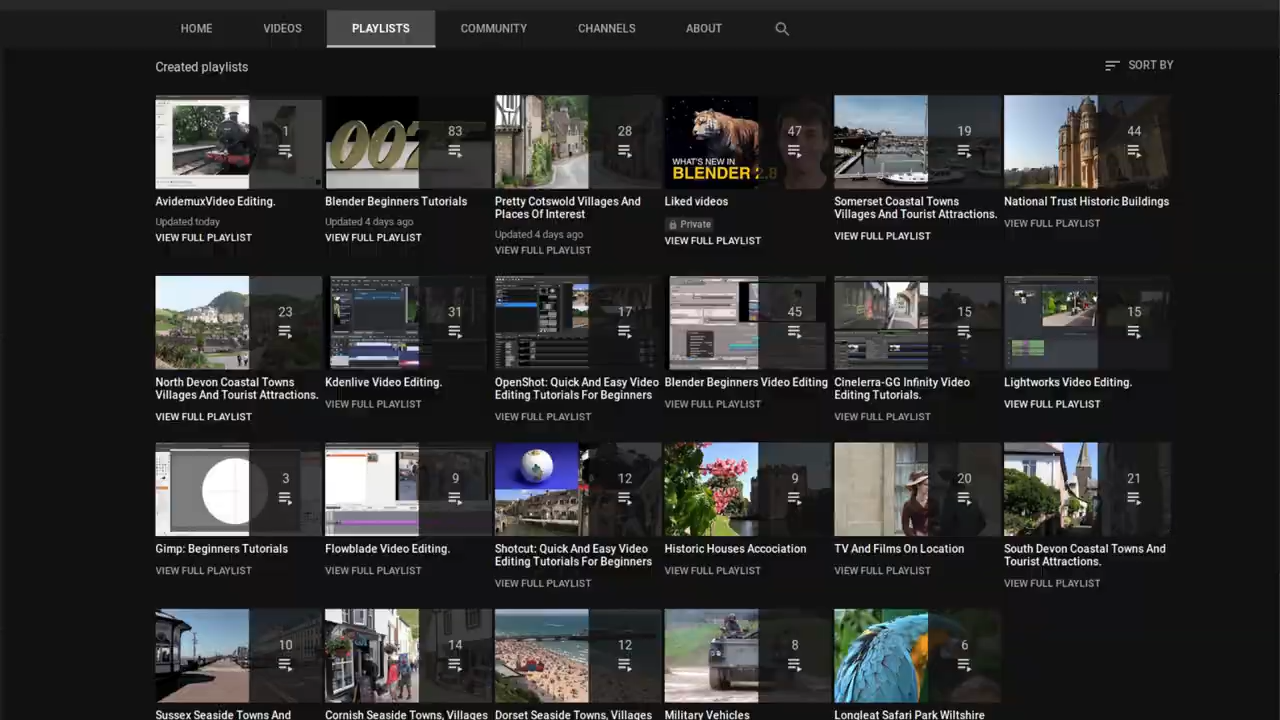 HOME VIDEOS PLAYLISTS COMMUNITY CHANNELS ABOUT
Created playlists SORT BY
1 83 28 47 19 44
007
WHAT'S NEW IN
BLENDER 2.8
AvidemuxVideo Editing.
Updated today
VIEW FULL PLAYLIST
Blender Beginners Tutorials
Updated 4 days ago
VIEW FULL PLAYLIST
Pretty Cotswold Villages And
Places Of Interest
Updated 4 days ago
VIEW FULL PLAYLIST
Liked videos
Private
VIEW FULL PLAYLIST
Somerset Coastal Towns
Villages And Tourist Attractions.
VIEW FULL PLAYLIST
National Trust Historic Buildings
VIEW FULL PLAYLIST
23 31 17 45 15 15
North Devon Coastal Towns
Villages And Tourist Attractions.
VIEW FULL PLAYLIST
Kdenlive Video Editing.
VIEW FULL PLAYLIST
OpenShot: Quick And Easy Video
Editing Tutorials For Beginners
VIEW FULL PLAYLIST
Blender Beginners Video Editing
VIEW FULL PLAYLIST
Cinelerra-GG Infinity Video
Editing Tutorials.
VIEW FULL PLAYLIST
Lightworks Video Editing.
VIEW FULL PLAYLIST
3 9 12 9 20 21
Gimp: Beginners Tutorials
VIEW FULL PLAYLIST
Flowblade Video Editing.
VIEW FULL PLAYLIST
Shotcut: Quick And Easy Video
Editing Tutorials For Beginners
VIEW FULL PLAYLIST
Historic Houses Accociation
VIEW FULL PLAYLIST
TV And Films On Location
VIEW FULL PLAYLIST
South Devon Coastal Towns And
Tourist Attractions.
VIEW FULL PLAYLIST
10 14 12 8 6
Sussex Seaside Towns And
Cornish Seaside Towns, Villages
Dorset Seaside Towns, Villages
Military Vehicles
Longleat Safari Park Wiltshire